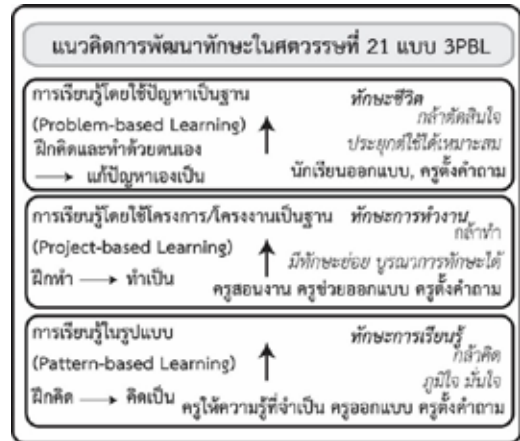 แนวคิดการพัฒนาทักษะในศตวรรษที่ 21 แบบ 3PBL
การเรียนรู้โดยใช้ปัญหาเป็นฐาน ทักษะชีวิต
(Problem-based Learning) กล้าตัดสินใจ
ฝึกคิดและทำด้วยตนเอง ประยุกต์ใช้ได้เหมาะสม
⟶ แก้ปัญหาเองเป็น นักเรียนออกแบบ, ครูตั้งคำถาม
การเรียนรู้โดยใช้โครงการ/โครงงานเป็นฐาน ทักษะการทำงาน
(Project-based Learning) กล้าทำ
มีทักษะย่อย บูรณาการทักษะได้
ฝึกทำ ⟶ ทำเป็น ครูสอนงาน ครูช่วยออกแบบ ครูตั้งคำถาม
การเรียนรู้ในรูปแบบ ทักษะการเรียนรู้
(Pattern-based Learning) กล้าคิด
ภูมิใจ มั่นใจ
ฝึกคิด ⟶ คิดเป็น ครูให้ความรู้ที่จำเป็น ครูออกแบบ ครูตั้งคำถาม